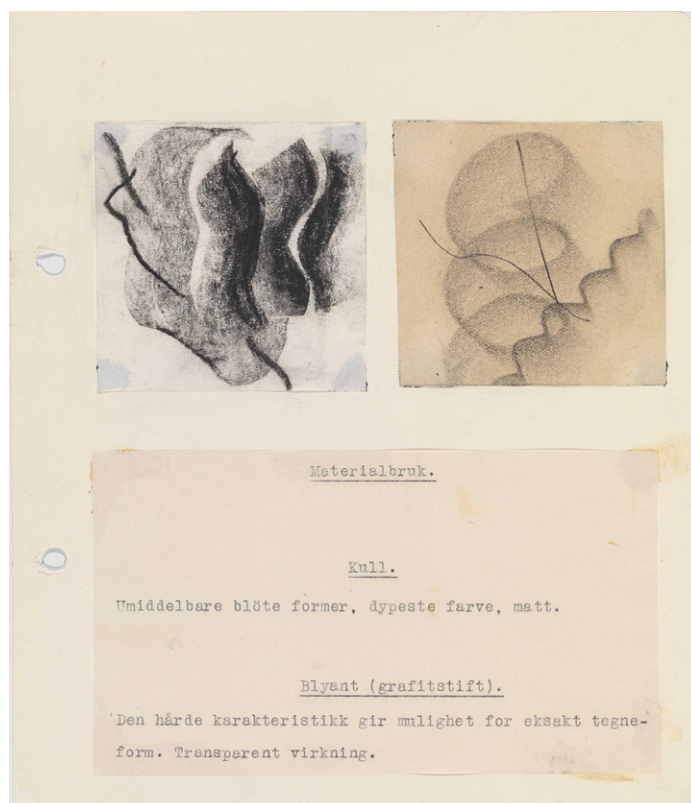 Materialbruk.
Kull.
Umiddelbare blöte former, dypeste farve, matt.
Blyant (grafitstift).
Den hårde karakteristikk gir mulighet for eksakt tegne-
form. Transparent virkning.